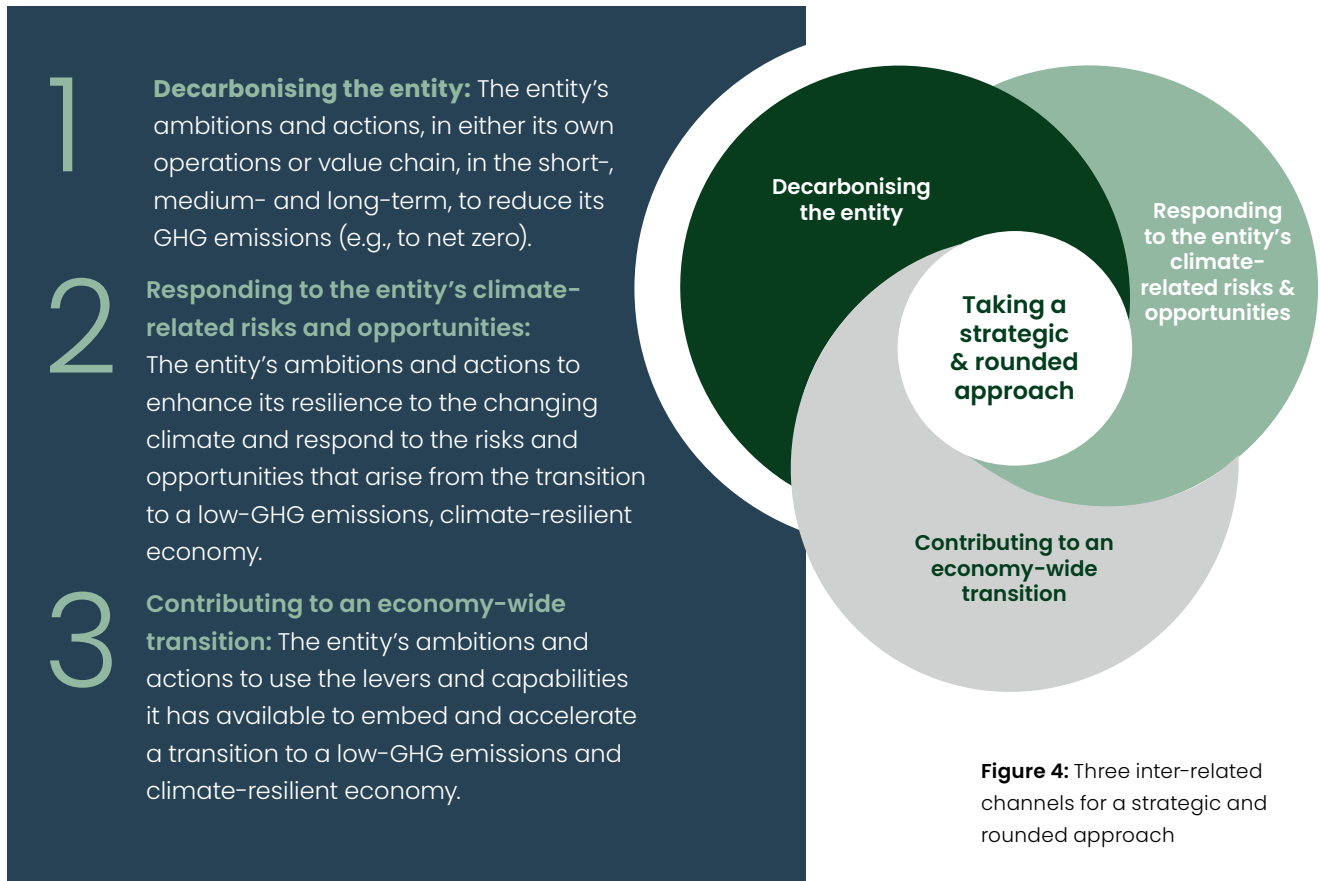 1
Decarbonising the entity: The entity’s
ambitions and actions, in either its own
operations or value chain, in the short-,
medium- and long-term, to reduce its
GHG emissions (e.g., to net zero).
2
Responding to the entity’s climate-
related risks and opportunities:
The entity’s ambitions and actions to
enhance its resilience to the changing
climate and respond to the risks and
opportunities that arise from the transition
to a low-GHG emissions, climate-resilient
economy.
3
Contributing to an economy-wide
transition: The entity’s ambitions and
actions to use the levers and capabilities
it has available to embed and accelerate
a transition to a low-GHG emissions and
climate-resilient economy.
Decarbonising
the entity
Responding
to the entity’s
climate-
related risks &
opportunities
Taking a
strategic
& rounded
approach
Contributing to an
economy-wide
transition
Figure 4: Three inter-related
channels for a strategic and
rounded approach